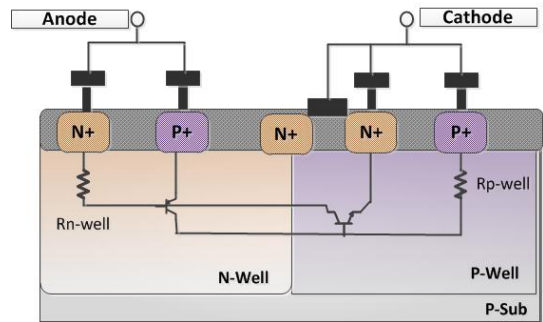 Anode
Cathode
N+
P+
N+
N+
P+
Rn-well
Rp-well
N-Well
P-Well
P-Sub